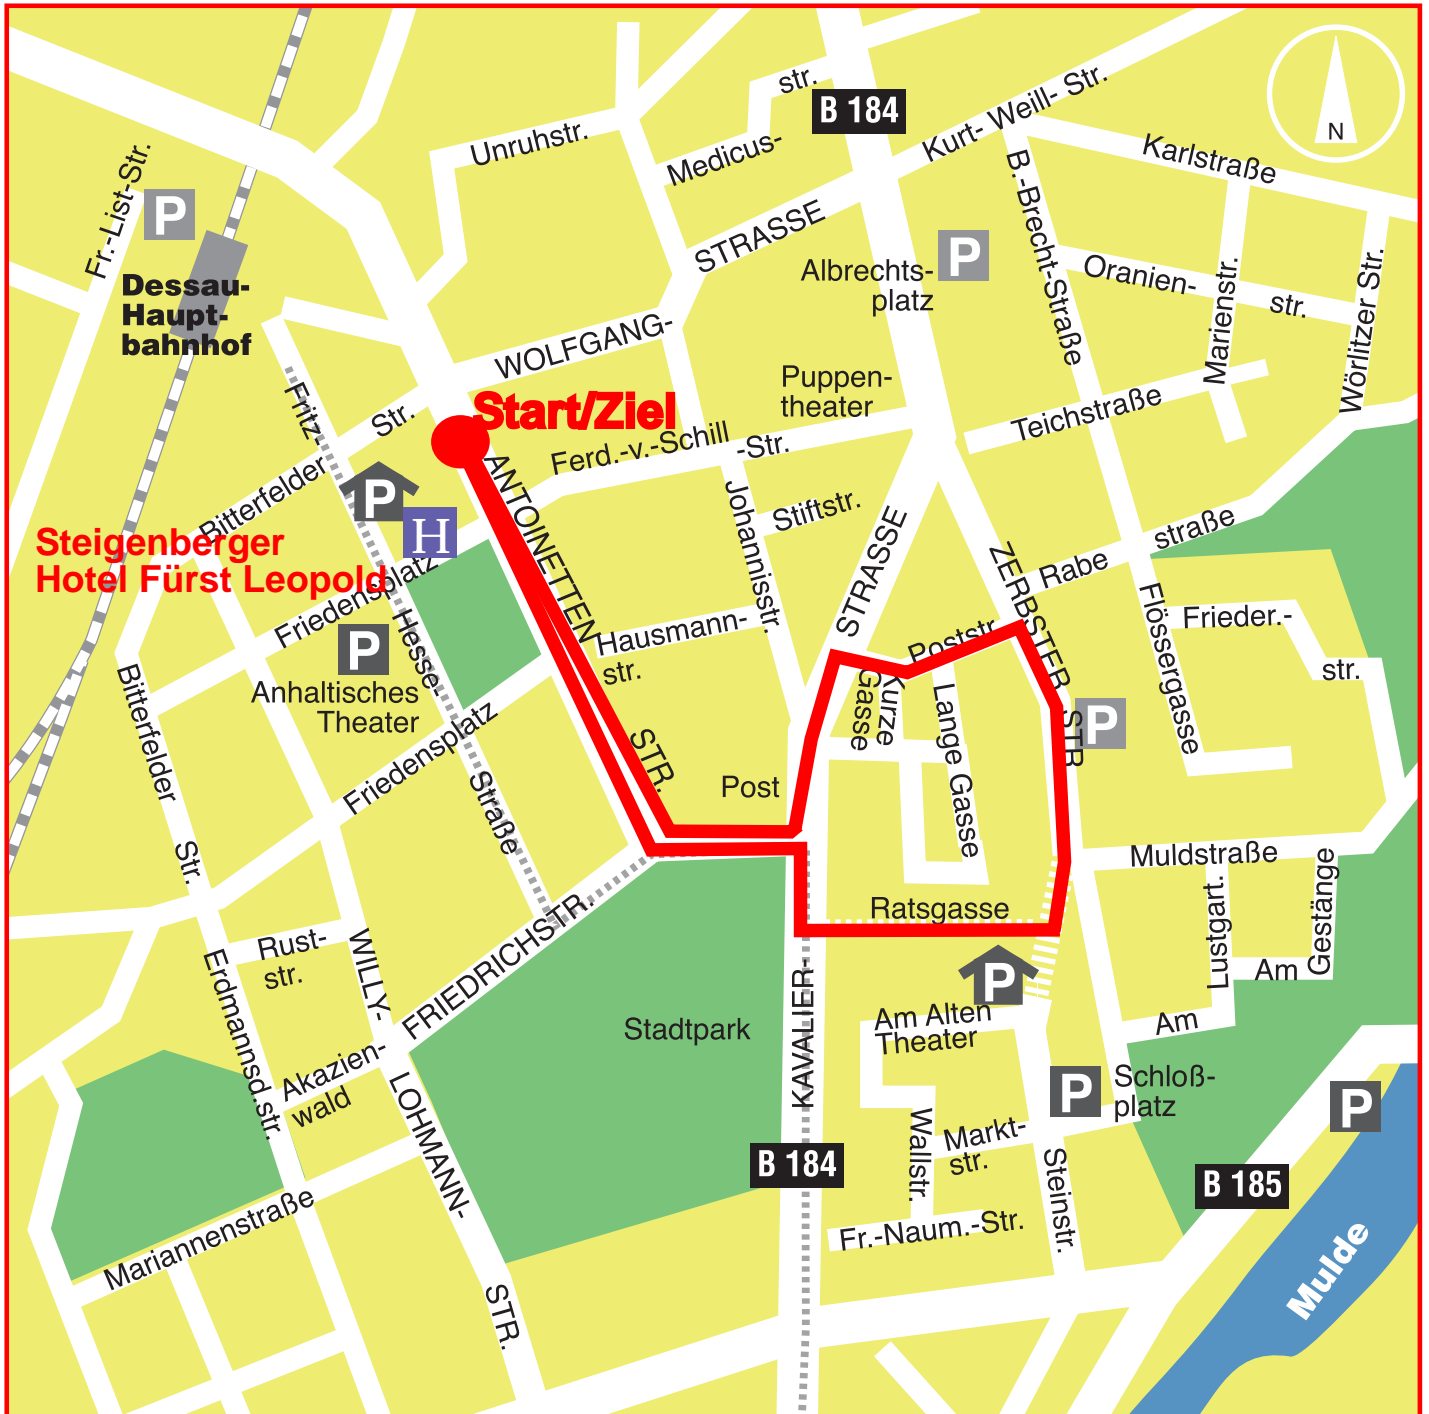 str.
B 184
Kurt- Weill- Str.
Unruhstr.
Medicus-
Karlstraße
N
Fr.-List-Str.
P
B.-Brecht-Straße
STRASSE
P
Albrechts-
platz
Oranien-
str.
Marienstr.
Wörlitzer Str.
Dessau-
Haupt-
bahnhof
WOLFGANG-
Puppen-
theater
Fritz-
Str.
Start/Ziel
Teichstraße
Ferd.-v.-Schill
-Str.
Bitterfelder
P
H
ANTOINETTEN
Johannisstr.
Stiftstr.
STRASSE
straße
Rabe
Steigenberger
Hotel Fürst Leopold
Friedensplatz
ZERBSTER
Flössergasse
Frieder.-
str.
Hesse-
Hausmann-
str.
Poststr.
P
Anhaltisches
Theater
Bitterfelder
Kurze
Gasse
Lange Gasse
STR
P
Friedensplatz
STR.
Post
Straße
Str.
Muldstraße
Ratsgasse
Lustgart.
Am
Gestänge
FRIEDRICHSTR.
Rust-
str.
WILLY-
Erdmannsd.str.
P
Stadtpark
KAVALIER-
Am Alten
Theater
Am
Akazien-
wald
LOHMANN-
P
Schloß-
platz
P
Wallstr.
Markt-
str.
Steinstr.
B 184
B 185
Mariannenstraße
Fr.-Naum.-Str.
Mulde
STR.